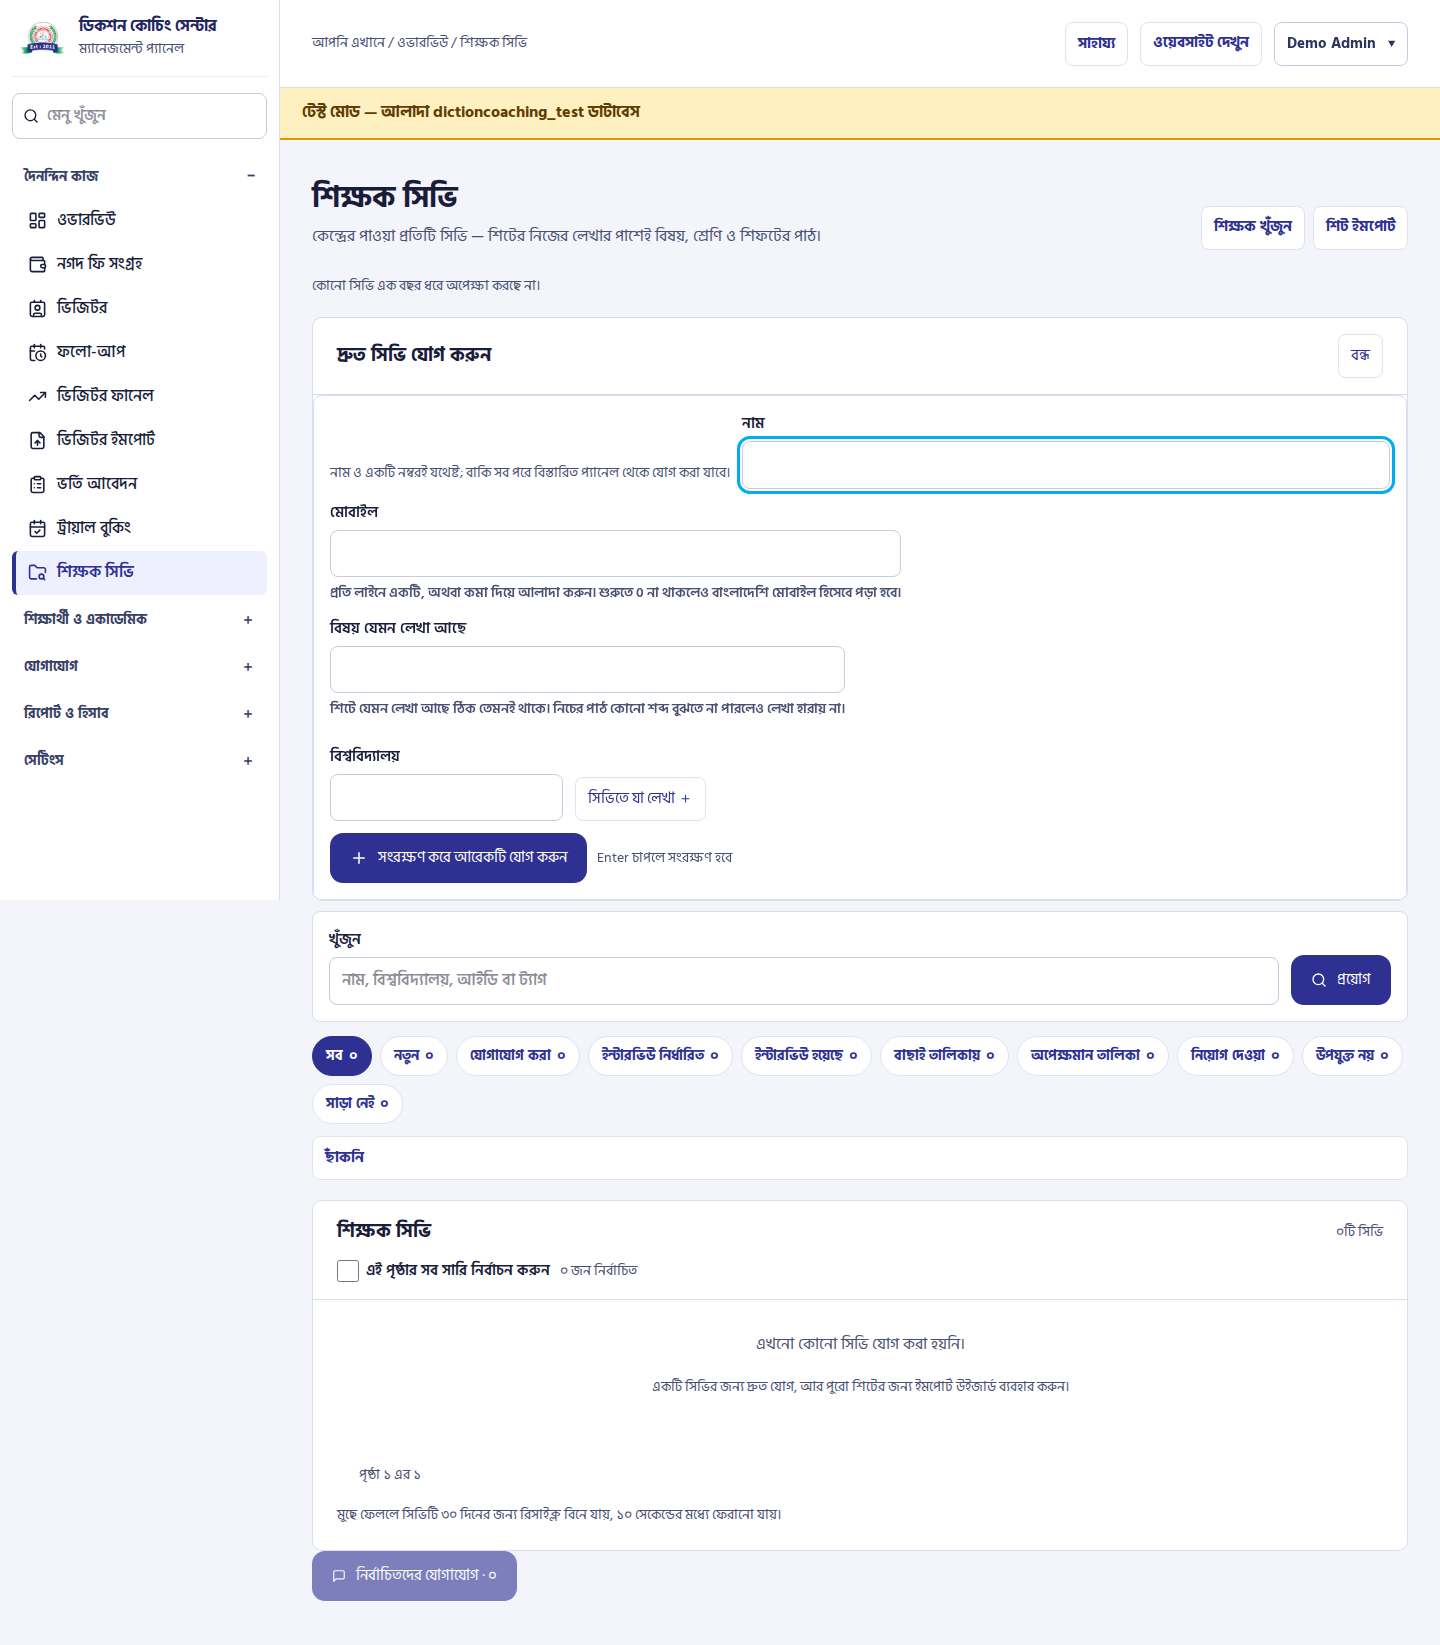 ডিকশন কোচিং সেন্টার
ম্যানেজমেন্ট প্যানেল
Est : 2011
মেনু খুঁজুন
দৈনন্দিন কাজ −
ওভারভিউ
নগদ ফি সংগ্রহ
ভিজিটর
ফলো-আপ
ভিজিটর ফানেল
ভিজিটর ইমপোর্ট
ভর্তি আবেদন
ট্রায়াল বুকিং
শিক্ষক সিভি
শিক্ষার্থী ও একাডেমিক +
যোগাযোগ +
রিপোর্ট ও হিসাব +
সেটিংস +
আপনি এখানে / ওভারভিউ / শিক্ষক সিভি
সাহায্য
ওয়েবসাইট দেখুন
Demo Admin ▾
টেস্ট মোড — আলাদা dictioncoaching_test ডাটাবেস
শিক্ষক সিভি
কেন্দ্রের পাওয়া প্রতিটি সিভি — শিটের নিজের লেখার পাশেই বিষয়, শ্রেণি ও শিফটের পাঠ।
শিক্ষক খুঁজুন
শিট ইমপোর্ট
কোনো সিভি এক বছর ধরে অপেক্ষা করছে না।
দ্রুত সিভি যোগ করুন
বন্ধ
নাম
নাম ও একটি নম্বরই যথেষ্ট; বাকি সব পরে বিস্তারিত প্যানেল থেকে যোগ করা যাবে।
মোবাইল
প্রতি লাইনে একটি, অথবা কমা দিয়ে আলাদা করুন। শুরুতে 0 না থাকলেও বাংলাদেশি মোবাইল হিসেবে পড়া হবে।
বিষয় যেমন লেখা আছে
শিটে যেমন লেখা আছে ঠিক তেমনই থাকে। নিচের পাঠ কোনো শব্দ বুঝতে না পারলেও লেখা হারায় না।
বিশ্ববিদ্যালয়
সিভিতে যা লেখা +
সংরক্ষণ করে আরেকটি যোগ করুন
Enter চাপলে সংরক্ষণ হবে
খুঁজুন
নাম, বিশ্ববিদ্যালয়, আইডি বা ট্যাগ
প্রয়োগ
সব ০
নতুন ০
যোগাযোগ করা ০
ইন্টারভিউ নির্ধারিত ০
ইন্টারভিউ হয়েছে ০
বাছাই তালিকায় ০
অপেক্ষমান তালিকা ০
নিয়োগ দেওয়া ০
উপযুক্ত নয় ০
সাড়া নেই ০
ছাঁকনি
শিক্ষক সিভি
০টি সিভি
এই পৃষ্ঠার সব সারি নির্বাচন করুন ০ জন নির্বাচিত
এখনো কোনো সিভি যোগ করা হয়নি।
একটি সিভির জন্য দ্রুত যোগ, আর পুরো শিটের জন্য ইমপোর্ট উইজার্ড ব্যবহার করুন।
পৃষ্ঠা ১ এর ১
মুছে ফেললে সিভিটি ৩০ দিনের জন্য রিসাইক্ল বিনে যায়, ১০ সেকেন্ডের মধ্যে ফেরানো যায়।
নির্বাচিতদের যোগাযোগ · ০